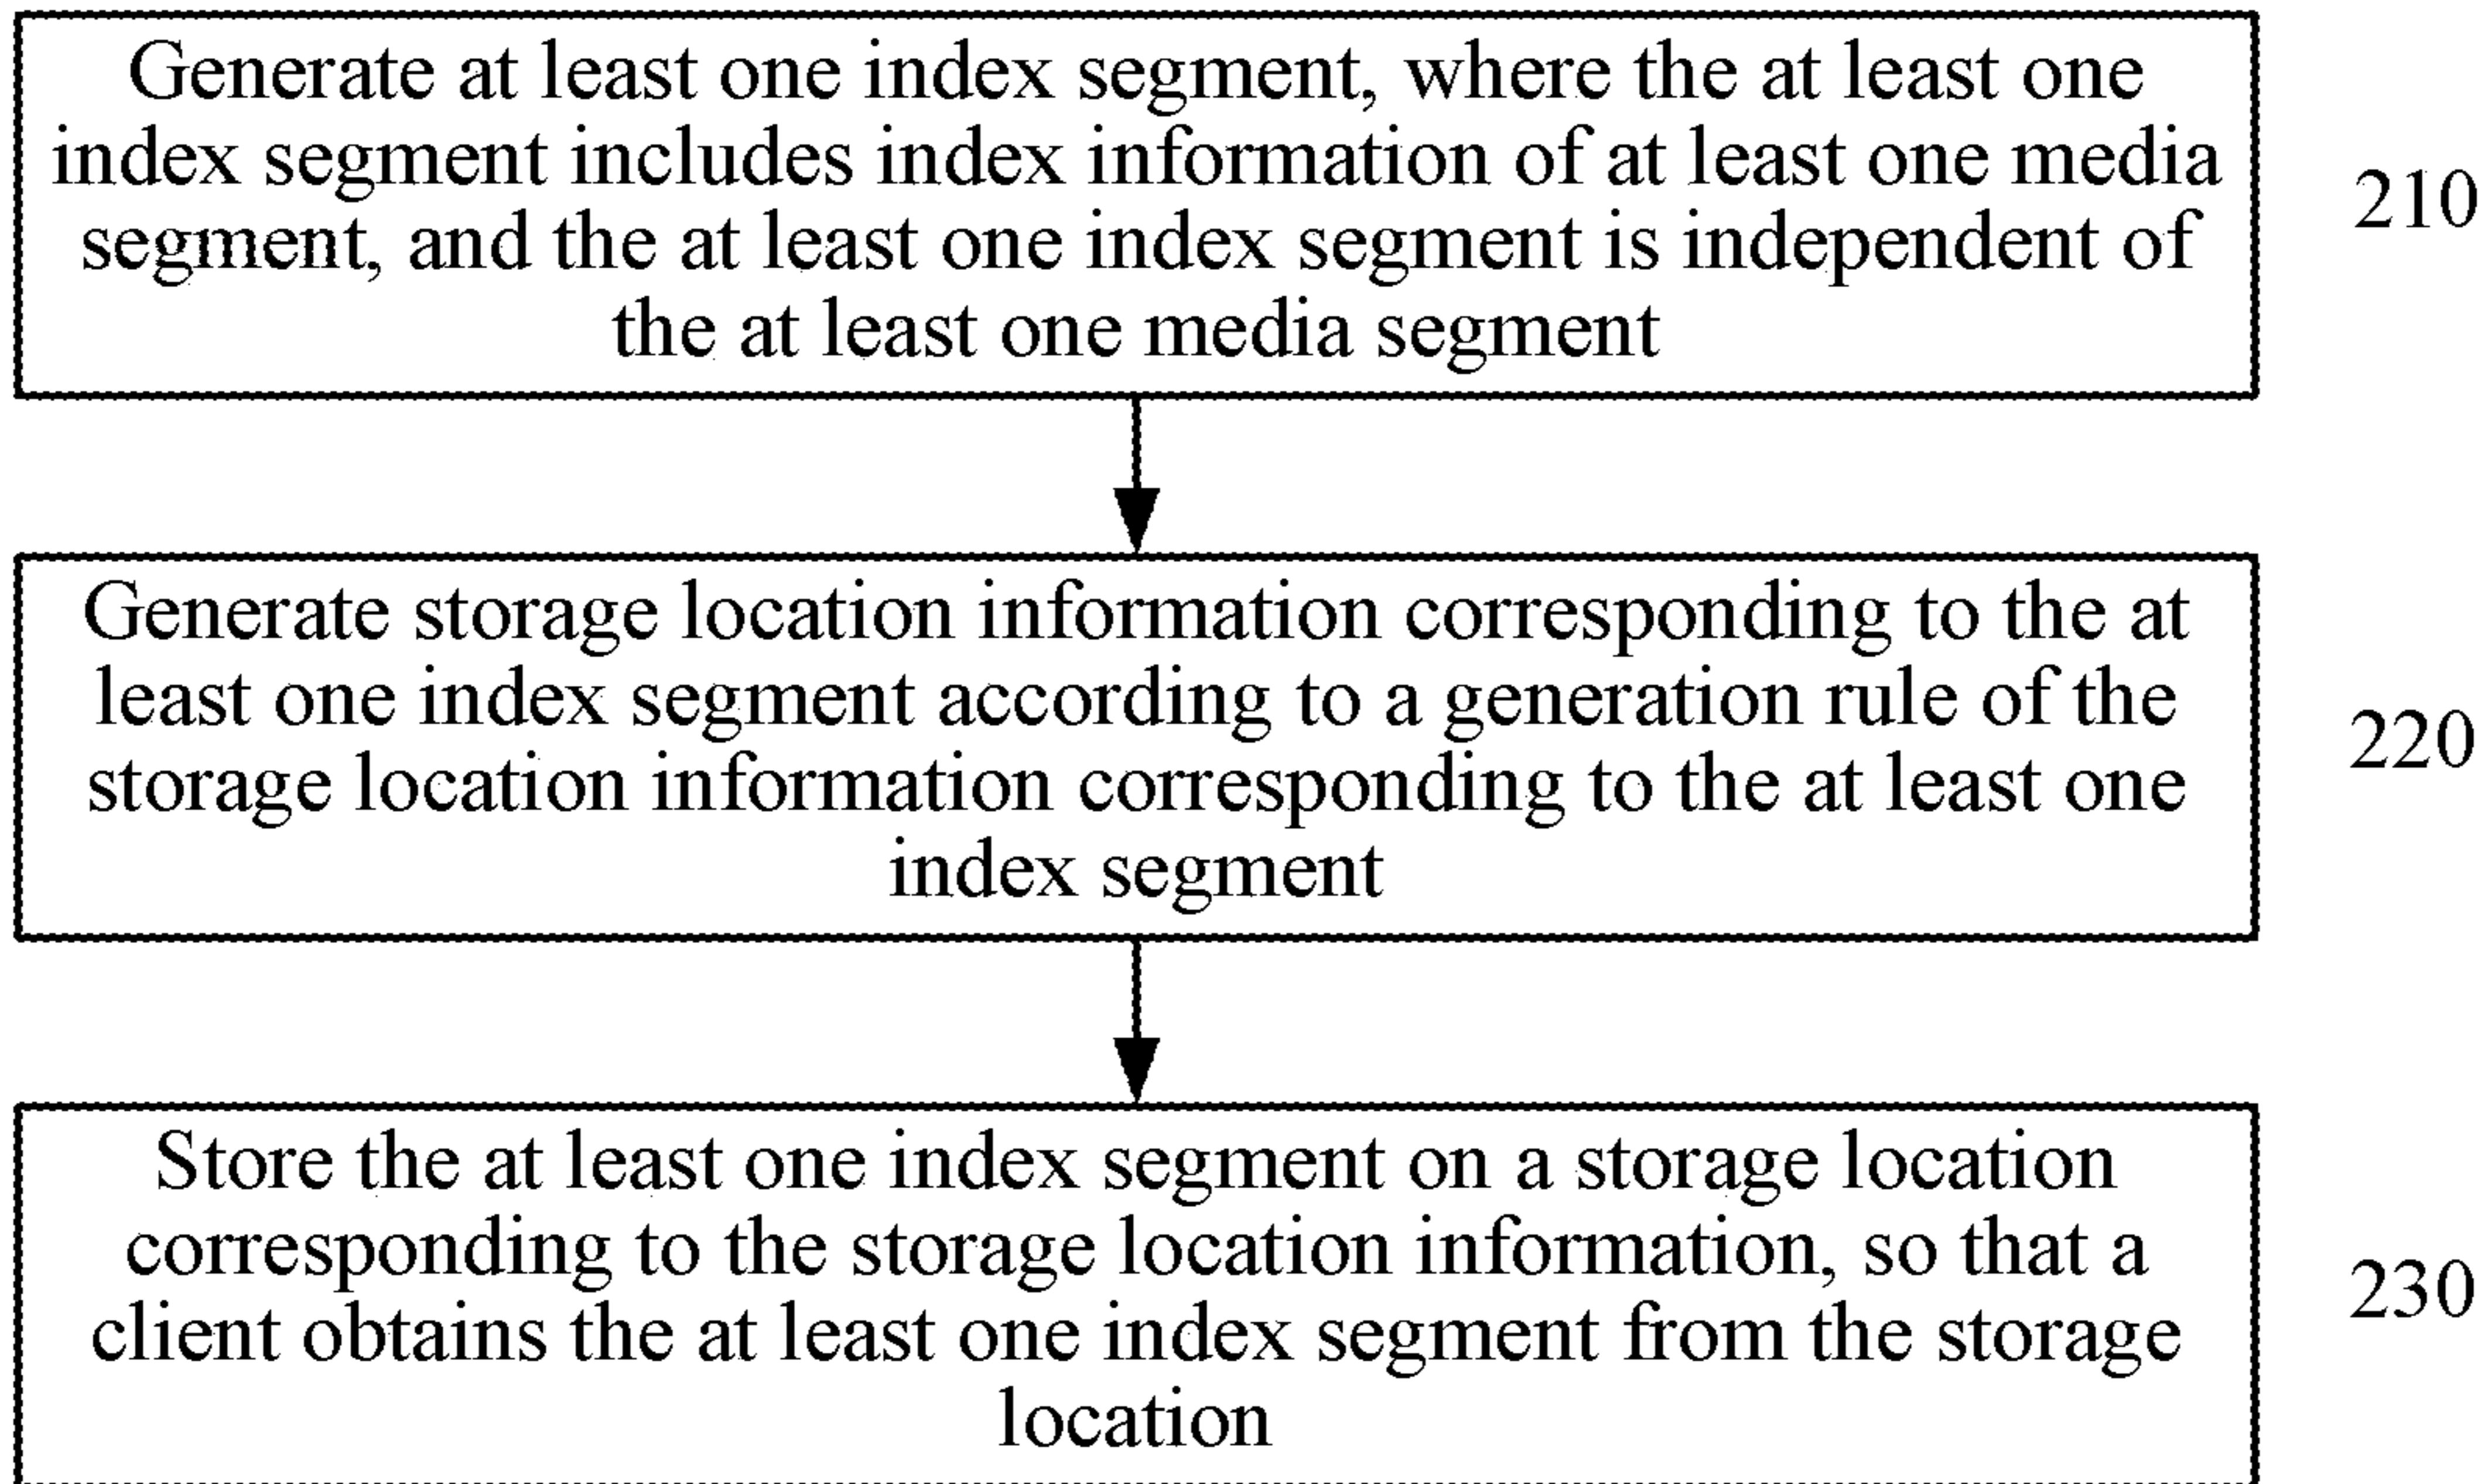 Generate at least one index segment, where the at least one
index segment includes index information of at least one media
segment, and the at least one index segment is independent of
the at least one media segment
210
Generate storage location information corresponding to the at
least one index segment according to a generation rule of the
storage location information corresponding to the at least one
index segment
220
Store the at least one index segment on a storage location
corresponding to the storage location information, so that a
client obtains the at least one index segment from the storage
location
230